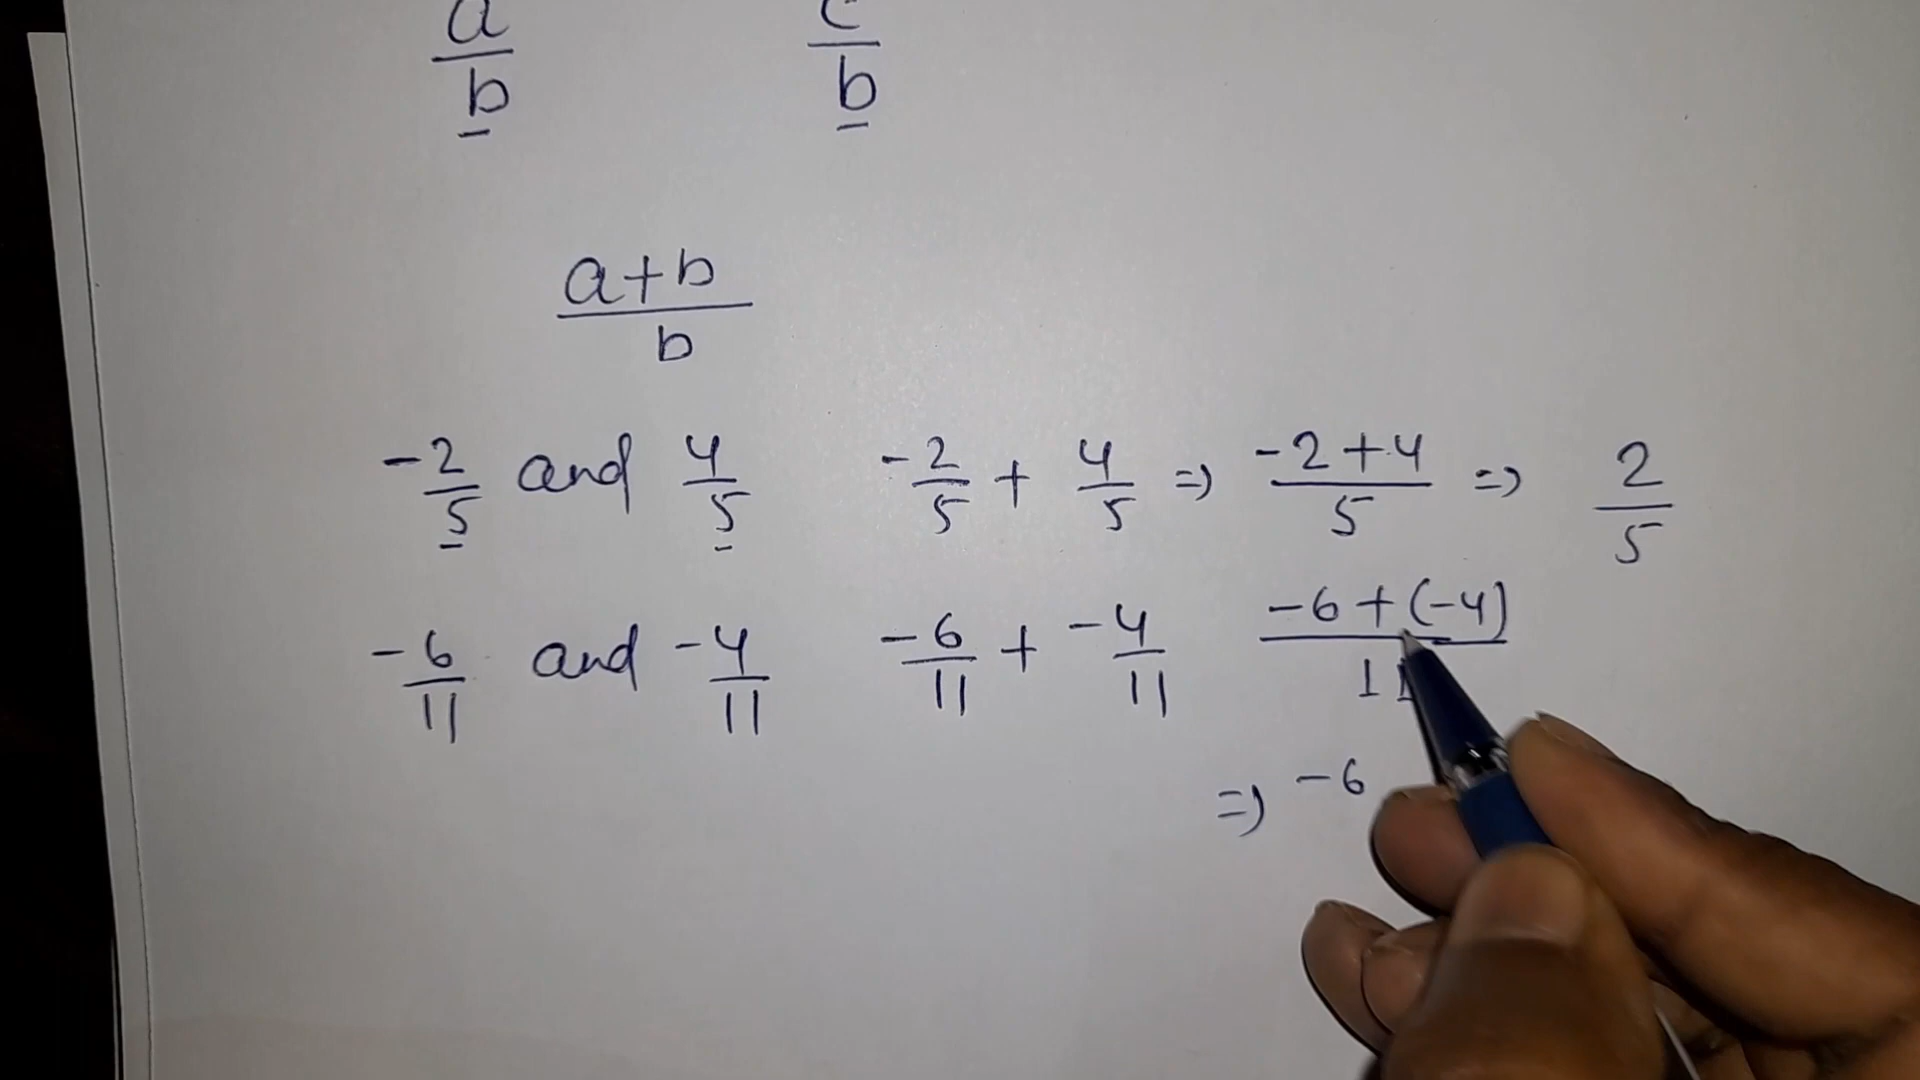 a/b c/b
a+b/b
-2/5 and 4/5 -2/5 + 4/5 => -2+4/5 => 2/5
-6/11 and -4/11 -6/11 + -4/11 -6+(-4)/11
=> -6